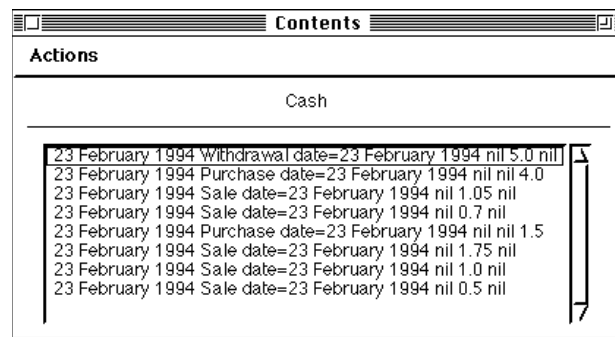 Contents
Actions
Cash
23 February 1994 Withdrawal date=23 February 1994 nil 5.0 nil
23 February 1994 Purchase date=23 February 1994 nil nil 4.0
23 February 1994 Sale date=23 February 1994 nil 1.05 nil
23 February 1994 Sale date=23 February 1994 nil 0.7 nil
23 February 1994 Purchase date=23 February 1994 nil nil 1.5
23 February 1994 Sale date=23 February 1994 nil 1.75 nil
23 February 1994 Sale date=23 February 1994 nil 1.0 nil
23 February 1994 Sale date=23 February 1994 nil 0.5 nil